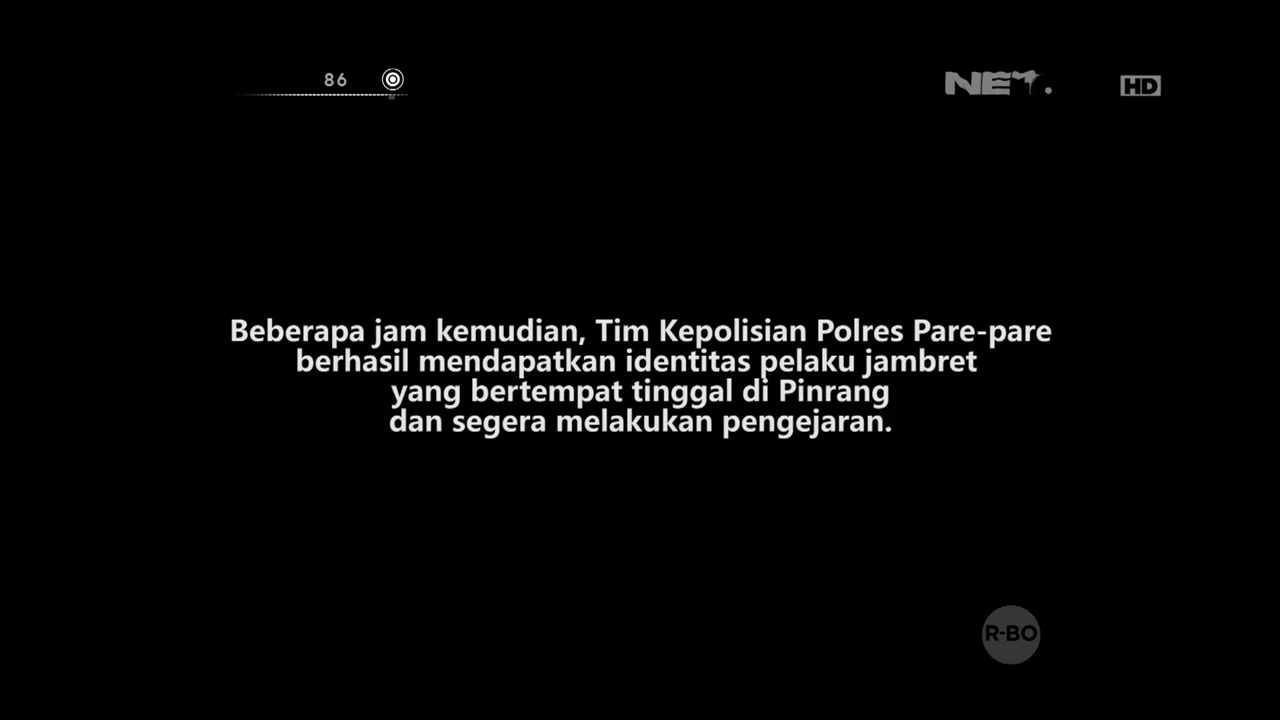 86
NET.
HD
Beberapa jam kemudian, Tim Kepolisian Polres Pare-pare
berhasil mendapatkan identitas pelaku jambret
yang bertempat tinggal di Pinrang
dan segera melakukan pengejaran.
R-BO